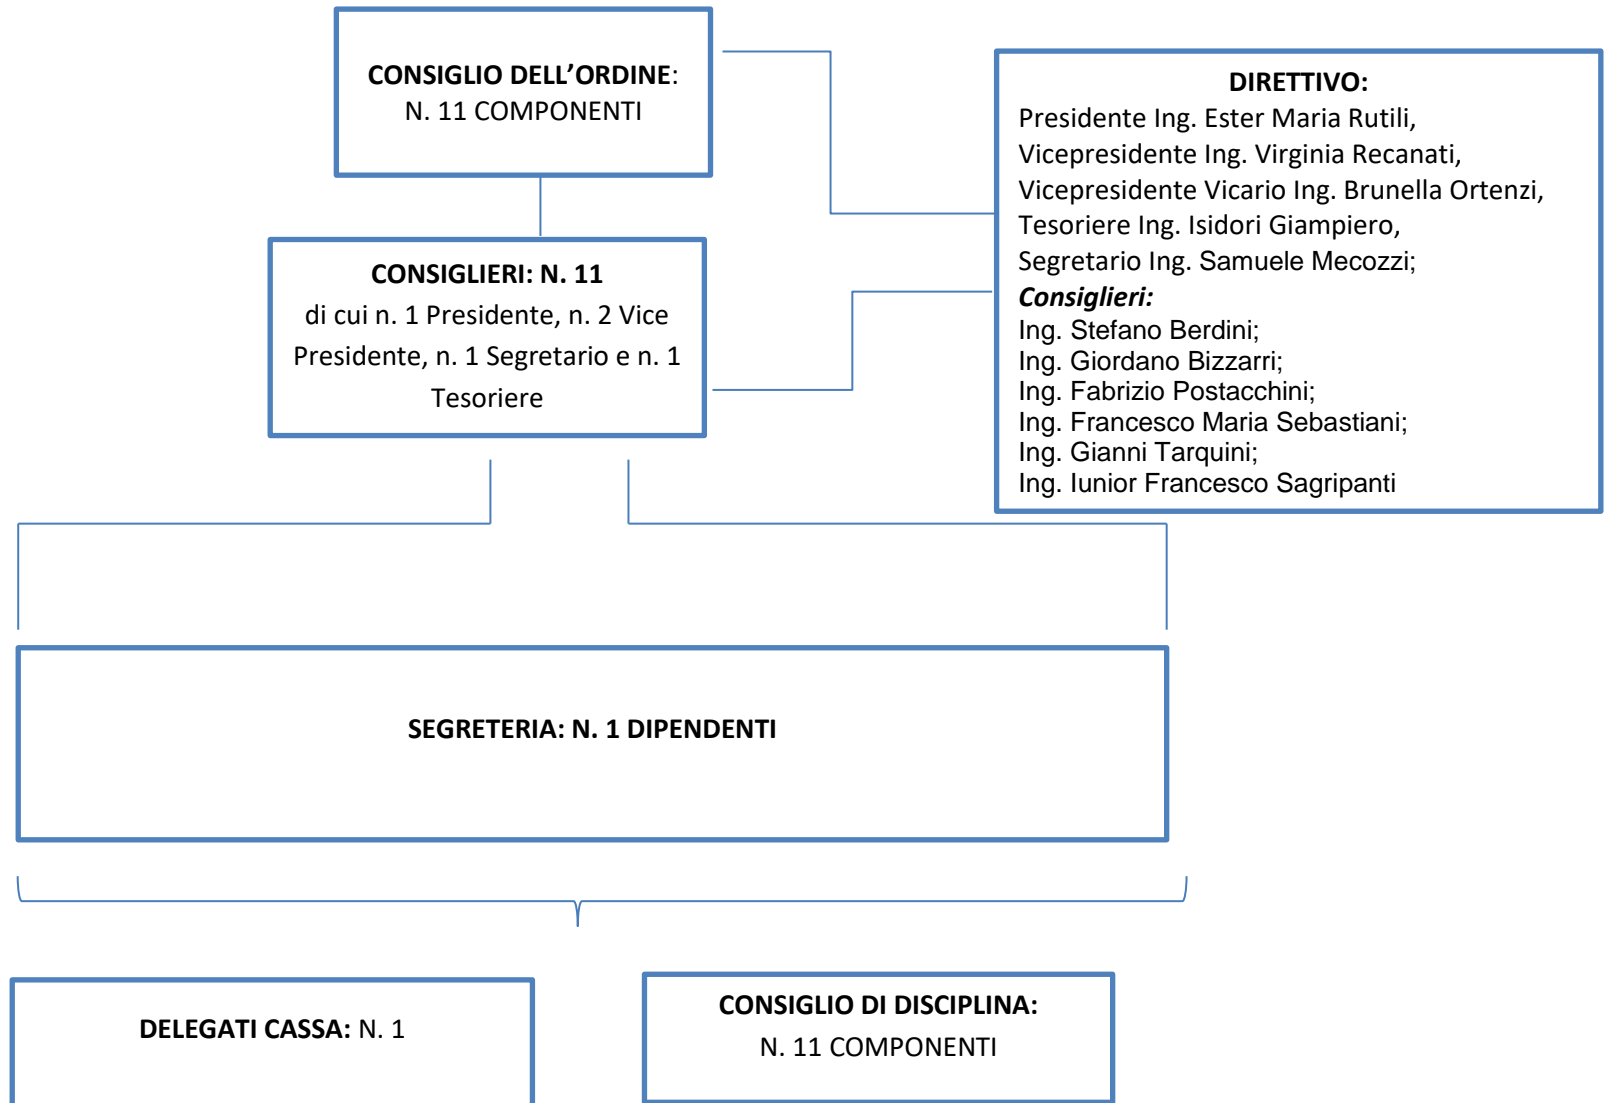 CONSIGLIO DELL’ORDINE:
N. 11 COMPONENTI
DIRETTIVO:
Presidente Ing. Ester Maria Rutili,
Vicepresidente Ing. Virginia Recanati,
Vicepresidente Vicario Ing. Brunella Ortenzi,
Tesoriere Ing. Isidori Giampiero,
Segretario Ing. Samuele Mecozzi;
Consiglieri:
Ing. Stefano Berdini;
Ing. Giordano Bizzarri;
Ing. Fabrizio Postacchini;
Ing. Francesco Maria Sebastiani;
Ing. Gianni Tarquini;
Ing. Iunior Francesco Sagripanti
CONSIGLIERI: N. 11
di cui n. 1 Presidente, n. 2 Vice
Presidente, n. 1 Segretario e n. 1
Tesoriere
SEGRETERIA: N. 1 DIPENDENTI
DELEGATI CASSA: N. 1
CONSIGLIO DI DISCIPLINA:
N. 11 COMPONENTI